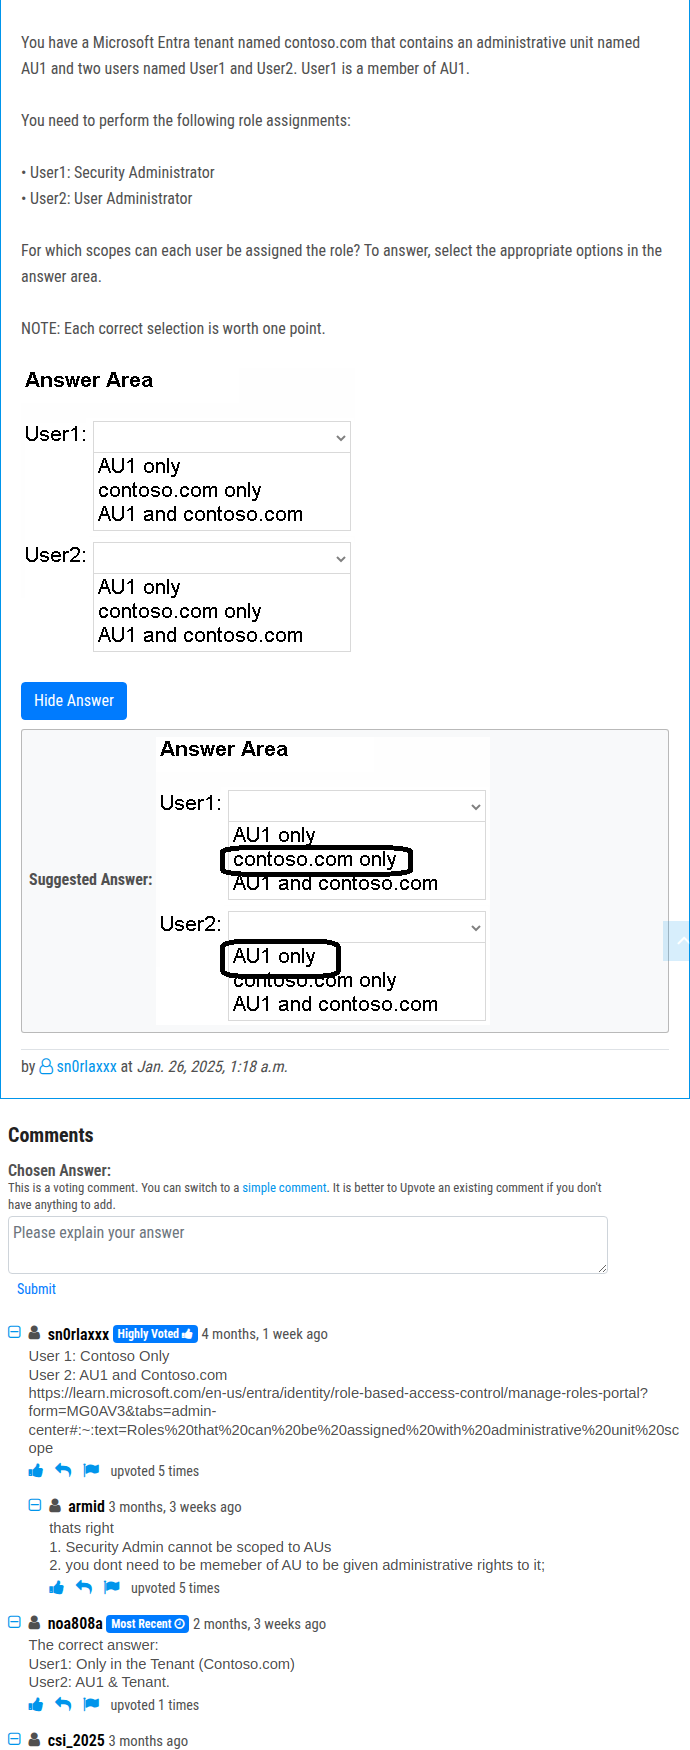 You have a Microsoft Entra tenant named contoso.com that contains an administrative unit named
AU1 and two users named User1 and User2. User1 is a member of AU1.
You need to perform the following role assignments:
• User1: Security Administrator
• User2: User Administrator
For which scopes can each user be assigned the role? To answer, select the appropriate options in the
answer area.
NOTE: Each correct selection is worth one point.
Answer Area
User1:
AU1 only
contoso.com only
AU1 and contoso.com
User2:
AU1 only
contoso.com only
AU1 and contoso.com
Hide Answer
Suggested Answer:
Answer Area
User1:
AU1 only
contoso.com only
AU1 and contoso.com
User2:
AU1 only
contoso.com only
AU1 and contoso.com
by sn0rlaxxx at Jan. 26, 2025, 1:18 a.m.
Comments
Chosen Answer:
This is a voting comment. You can switch to a simple comment. It is better to Upvote an existing comment if you don't
have anything to add.
Please explain your answer
Submit
sn0rlaxxx Highly Voted 4 months, 1 week ago
User 1: Contoso Only
User 2: AU1 and Contoso.com
https://learn.microsoft.com/en-us/entra/identity/role-based-access-control/manage-roles-portal?
form=MG0AV3&tabs=admin-
center#:~:text=Roles%20that%20can%20be%20assigned%20with%20administrative%20unit%20sc
ope
upvoted 5 times
armid 3 months, 3 weeks ago
thats right
1. Security Admin cannot be scoped to AUs
2. you dont need to be memeber of AU to be given administrative rights to it;
upvoted 5 times
noa808a Most Recent 2 months, 3 weeks ago
The correct answer:
User1: Only in the Tenant (Contoso.com)
User2: AU1 & Tenant.
upvoted 1 times
csi_2025 3 months ago